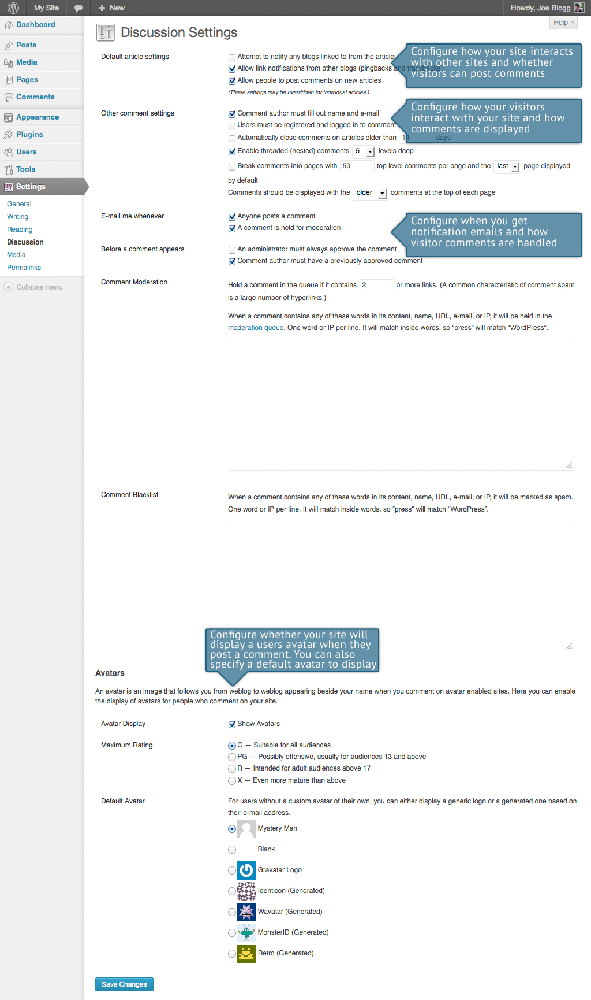 My Site
New
Howdy, Joe Blogg
Help
Dashboard
Posts
Media
Pages
Comments
Appearance
Plugins
Users
Tools
Settings
General
Writing
Reading
Discussion
Media
Permalinks
Collapse menu
Discussion Settings
Default article settings
Attempt to notify any blogs linked to from the article
Allow link notifications from other blogs (pingbacks and trackbacks)
Allow people to post comments on new articles
(These settings may be overridden for individual articles.)
Configure how your site interacts
with other sites and whether
visitors can post comments
Other comment settings
Comment author must fill out name and e-mail
Users must be registered and logged in to comment
Automatically close comments on articles older than 14 days
Enable threaded (nested) comments 5 levels deep
Break comments into pages with 50 top level comments per page and the last page displayed
by default
Comments should be displayed with the older comments at the top of each page
Configure how your visitors
interact with your site and how
comments are displayed
E-mail me whenever
Anyone posts a comment
A comment is held for moderation
Before a comment appears
An administrator must always approve the comment
Comment author must have a previously approved comment
Configure when you get
notification emails and how
visitor comments are handled
Comment Moderation
Hold a comment in the queue if it contains 2 or more links. (A common characteristic of comment spam
is a large number of hyperlinks.)
When a comment contains any of these words in its content, name, URL, e-mail, or IP, it will be held in the
moderation queue. One word or IP per line. It will match inside words, so “press” will match “WordPress”.
Comment Blacklist
When a comment contains any of these words in its content, name, URL, e-mail, or IP, it will be marked as spam.
One word or IP per line. It will match inside words, so “press” will match “WordPress”.
Configure whether your site will
display a users avatar when they
post a comment. You can also
specify a default avatar to display
Avatars
An avatar is an image that follows you from weblog to weblog appearing beside your name when you comment on avatar enabled sites. Here you can enable
the display of avatars for people who comment on your site.
Avatar Display
Show Avatars
Maximum Rating
G — Suitable for all audiences
PG — Possibly offensive, usually for audiences 13 and above
R — Intended for adult audiences above 17
X — Even more mature than above
Default Avatar
For users without a custom avatar of their own, you can either display a generic logo or a generated one based on
their e-mail address.
Mystery Man
Blank
Gravatar Logo
Identicon (Generated)
Wavatar (Generated)
MonsterID (Generated)
Retro (Generated)
Save Changes